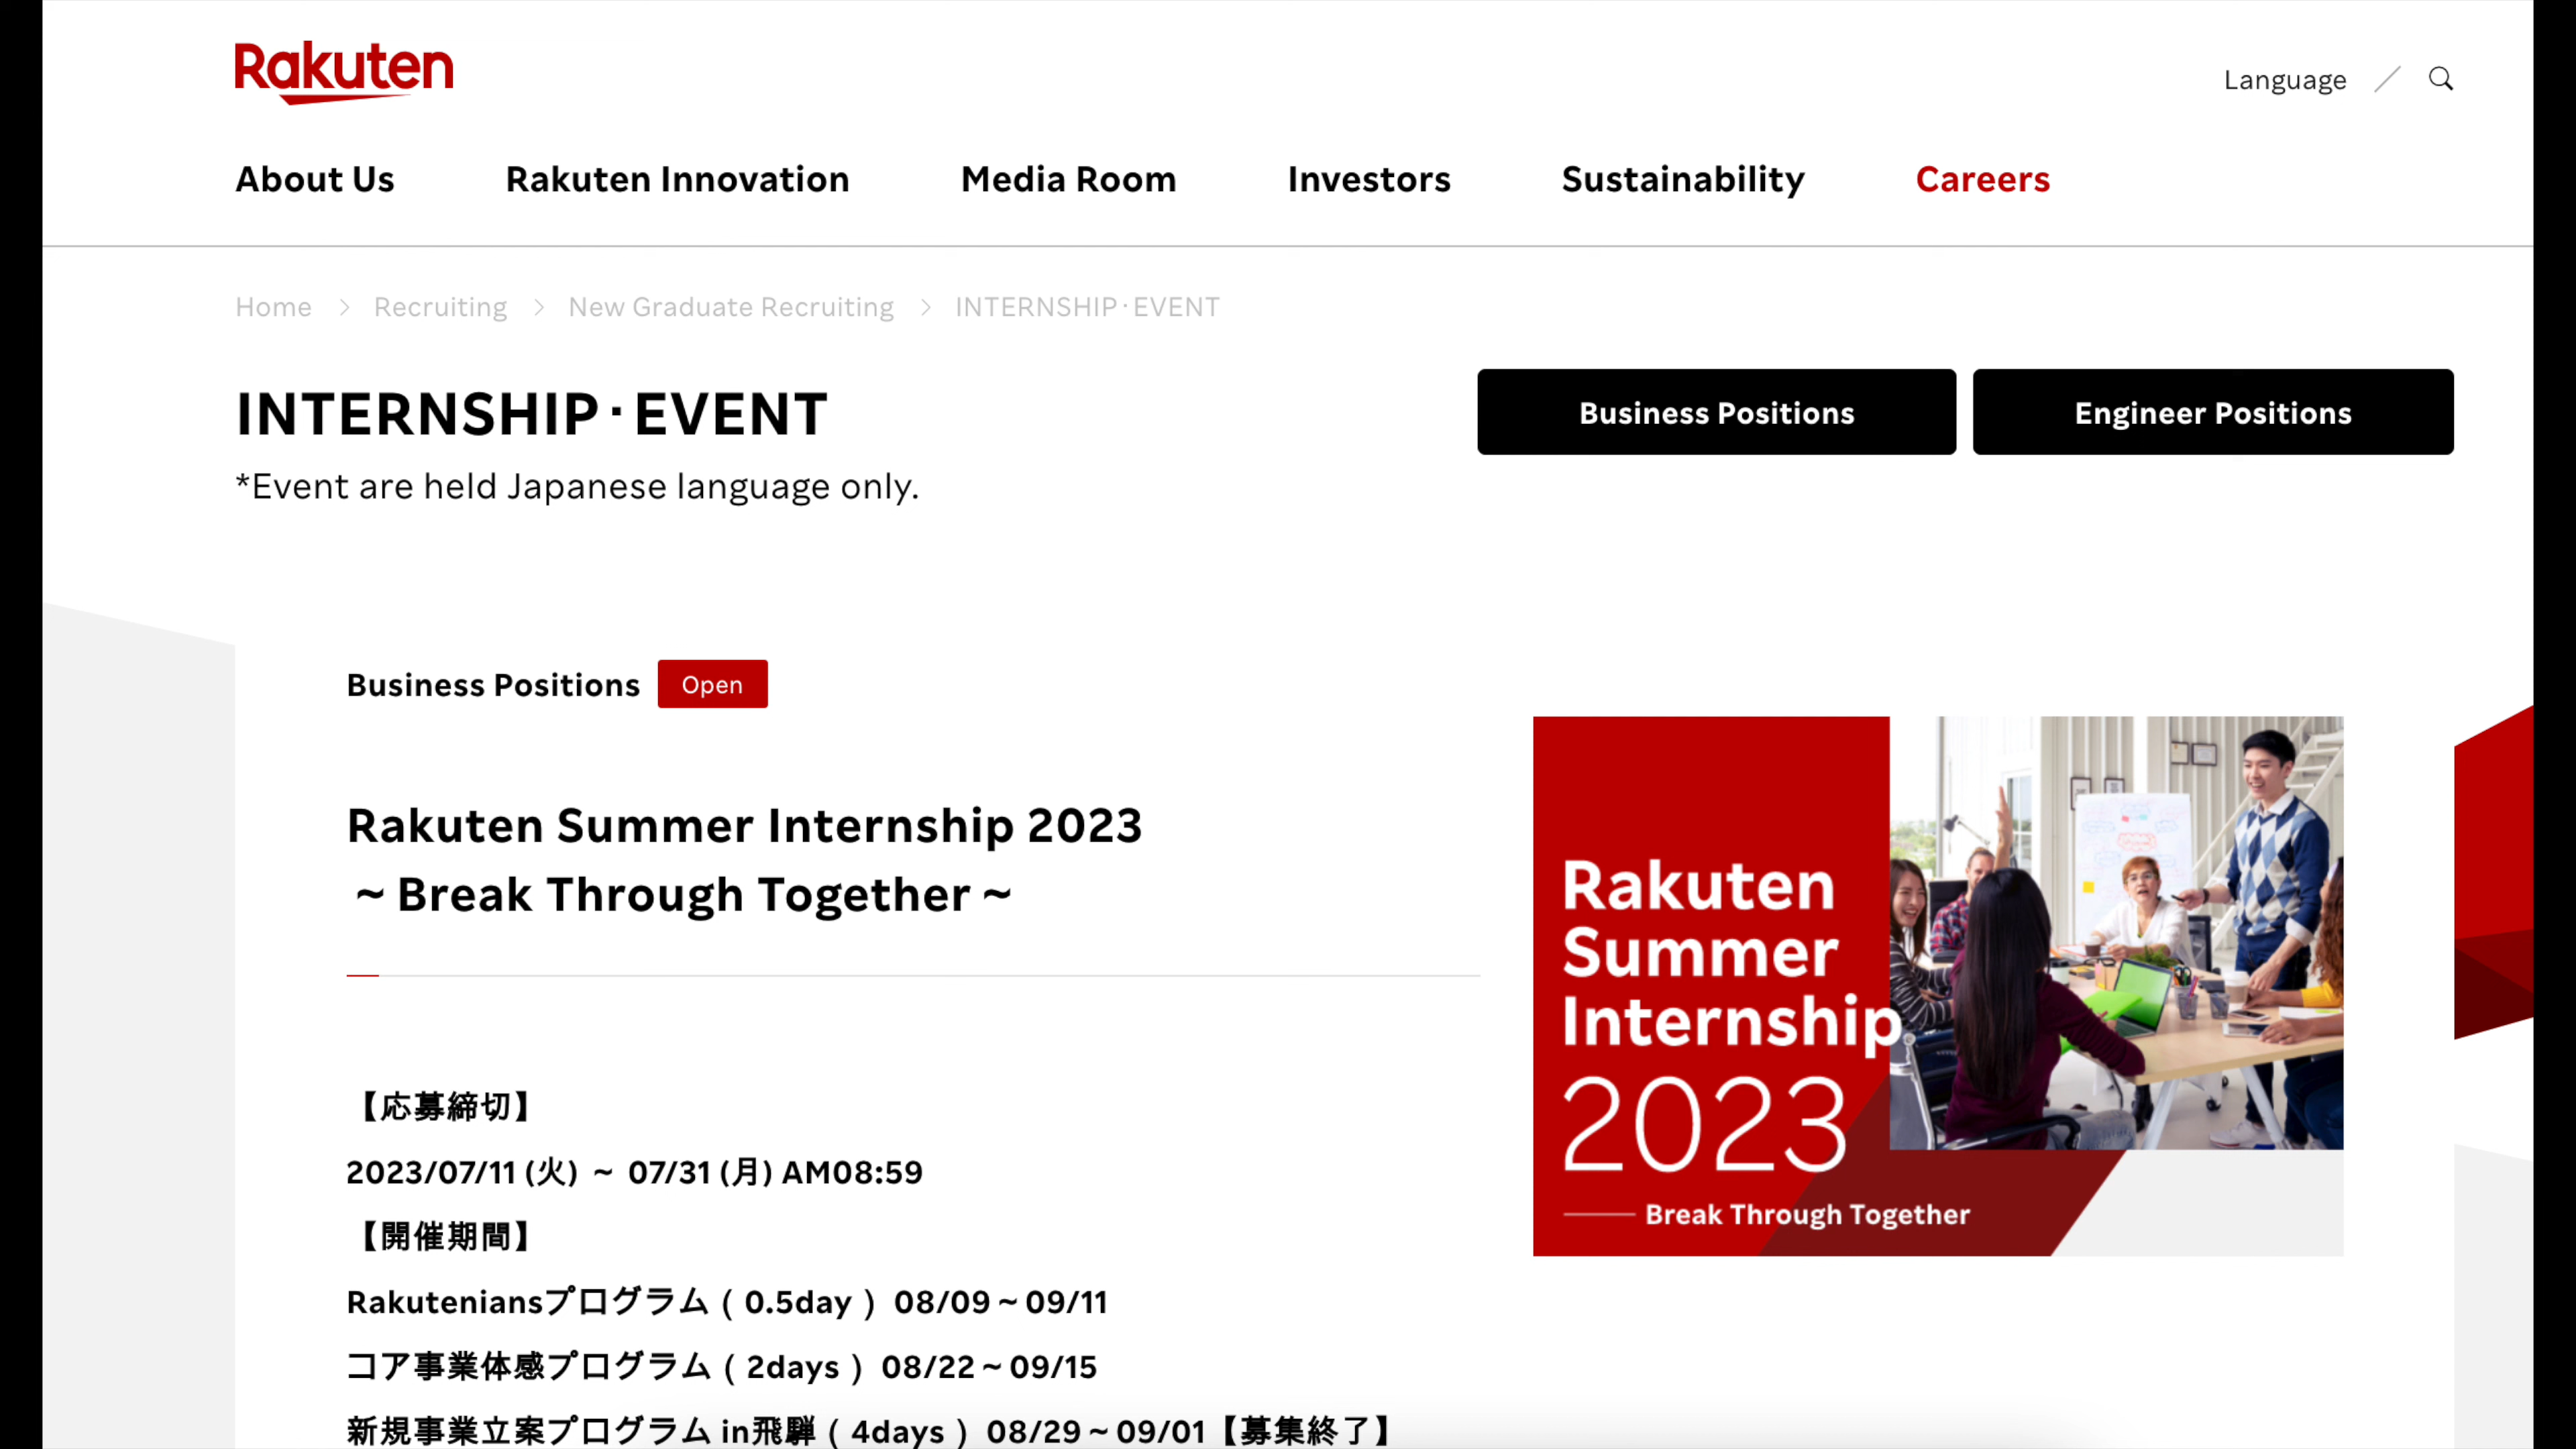 Rakuten
Language
About Us
Rakuten Innovation
Media Room
Investors
Sustainability
Careers
Home > Recruiting > New Graduate Recruiting > INTERNSHIP・EVENT
INTERNSHIP・EVENT
Business Positions
Engineer Positions
*Event are held Japanese language only.
Business Positions Open
Rakuten Summer Internship 2023
~ Break Through Together ~
【応募締切】
2023/07/11 (火) ~ 07/31 (月) AM08:59
【開催期間】
Rakuteniansプログラム ( 0.5day ) 08/09 ~ 09/11
コア事業体感プログラム ( 2days ) 08/22 ~ 09/15
新規事業立案プログラム in飛騨 ( 4days ) 08/29 ~ 09/01【募集終了】
Rakuten
Summer
Internship
2023
Break Through Together